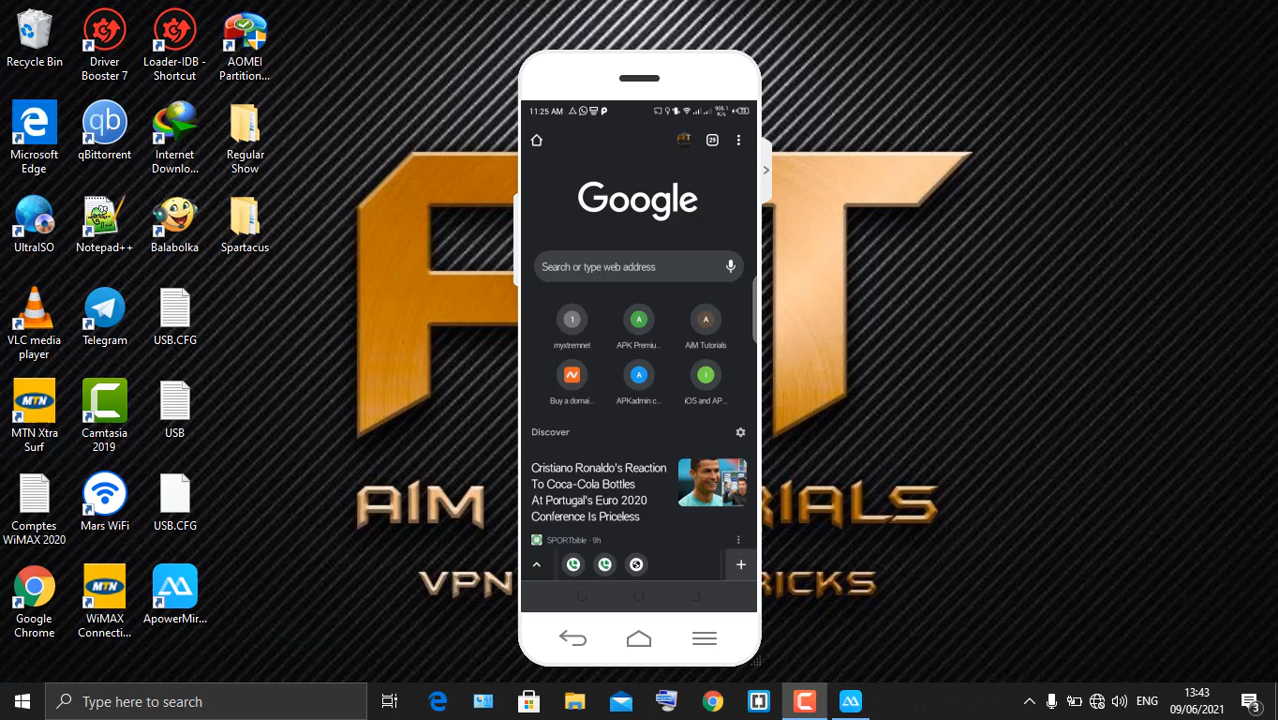 Recycle Bin
Driver
Booster 7
Loader-IDB -
Shortcut
AOMEI
Partition...
Microsoft
Edge
qBittorrent
Internet
Downlo...
Regular
Show
UltraISO
Notepad++
Balabolka
Spartacus
VLC media
player
Telegram
USB.CFG
MTN Xtra
Surf
Camtasia
2019
USB
Comptes
WiMAX 2020
Mars WiFi
USB.CFG
Google
Chrome
WiMAX
Connecti...
ApowerMir...
11:25 AM
29
Google
Search or type web address
myxtremnet
APK Premiu...
AiM Tutorials
Buy a domai...
APKadmin.c...
iOS and AP...
Discover
Cristiano Ronaldo's Reaction
To Coca-Cola Bottles
At Portugal's Euro 2020
Conference Is Priceless
SPORTbible · 9h
AIM
RIALS
VPN
RICKS
Type here to search
ENG
13:43
09/06/2021
3